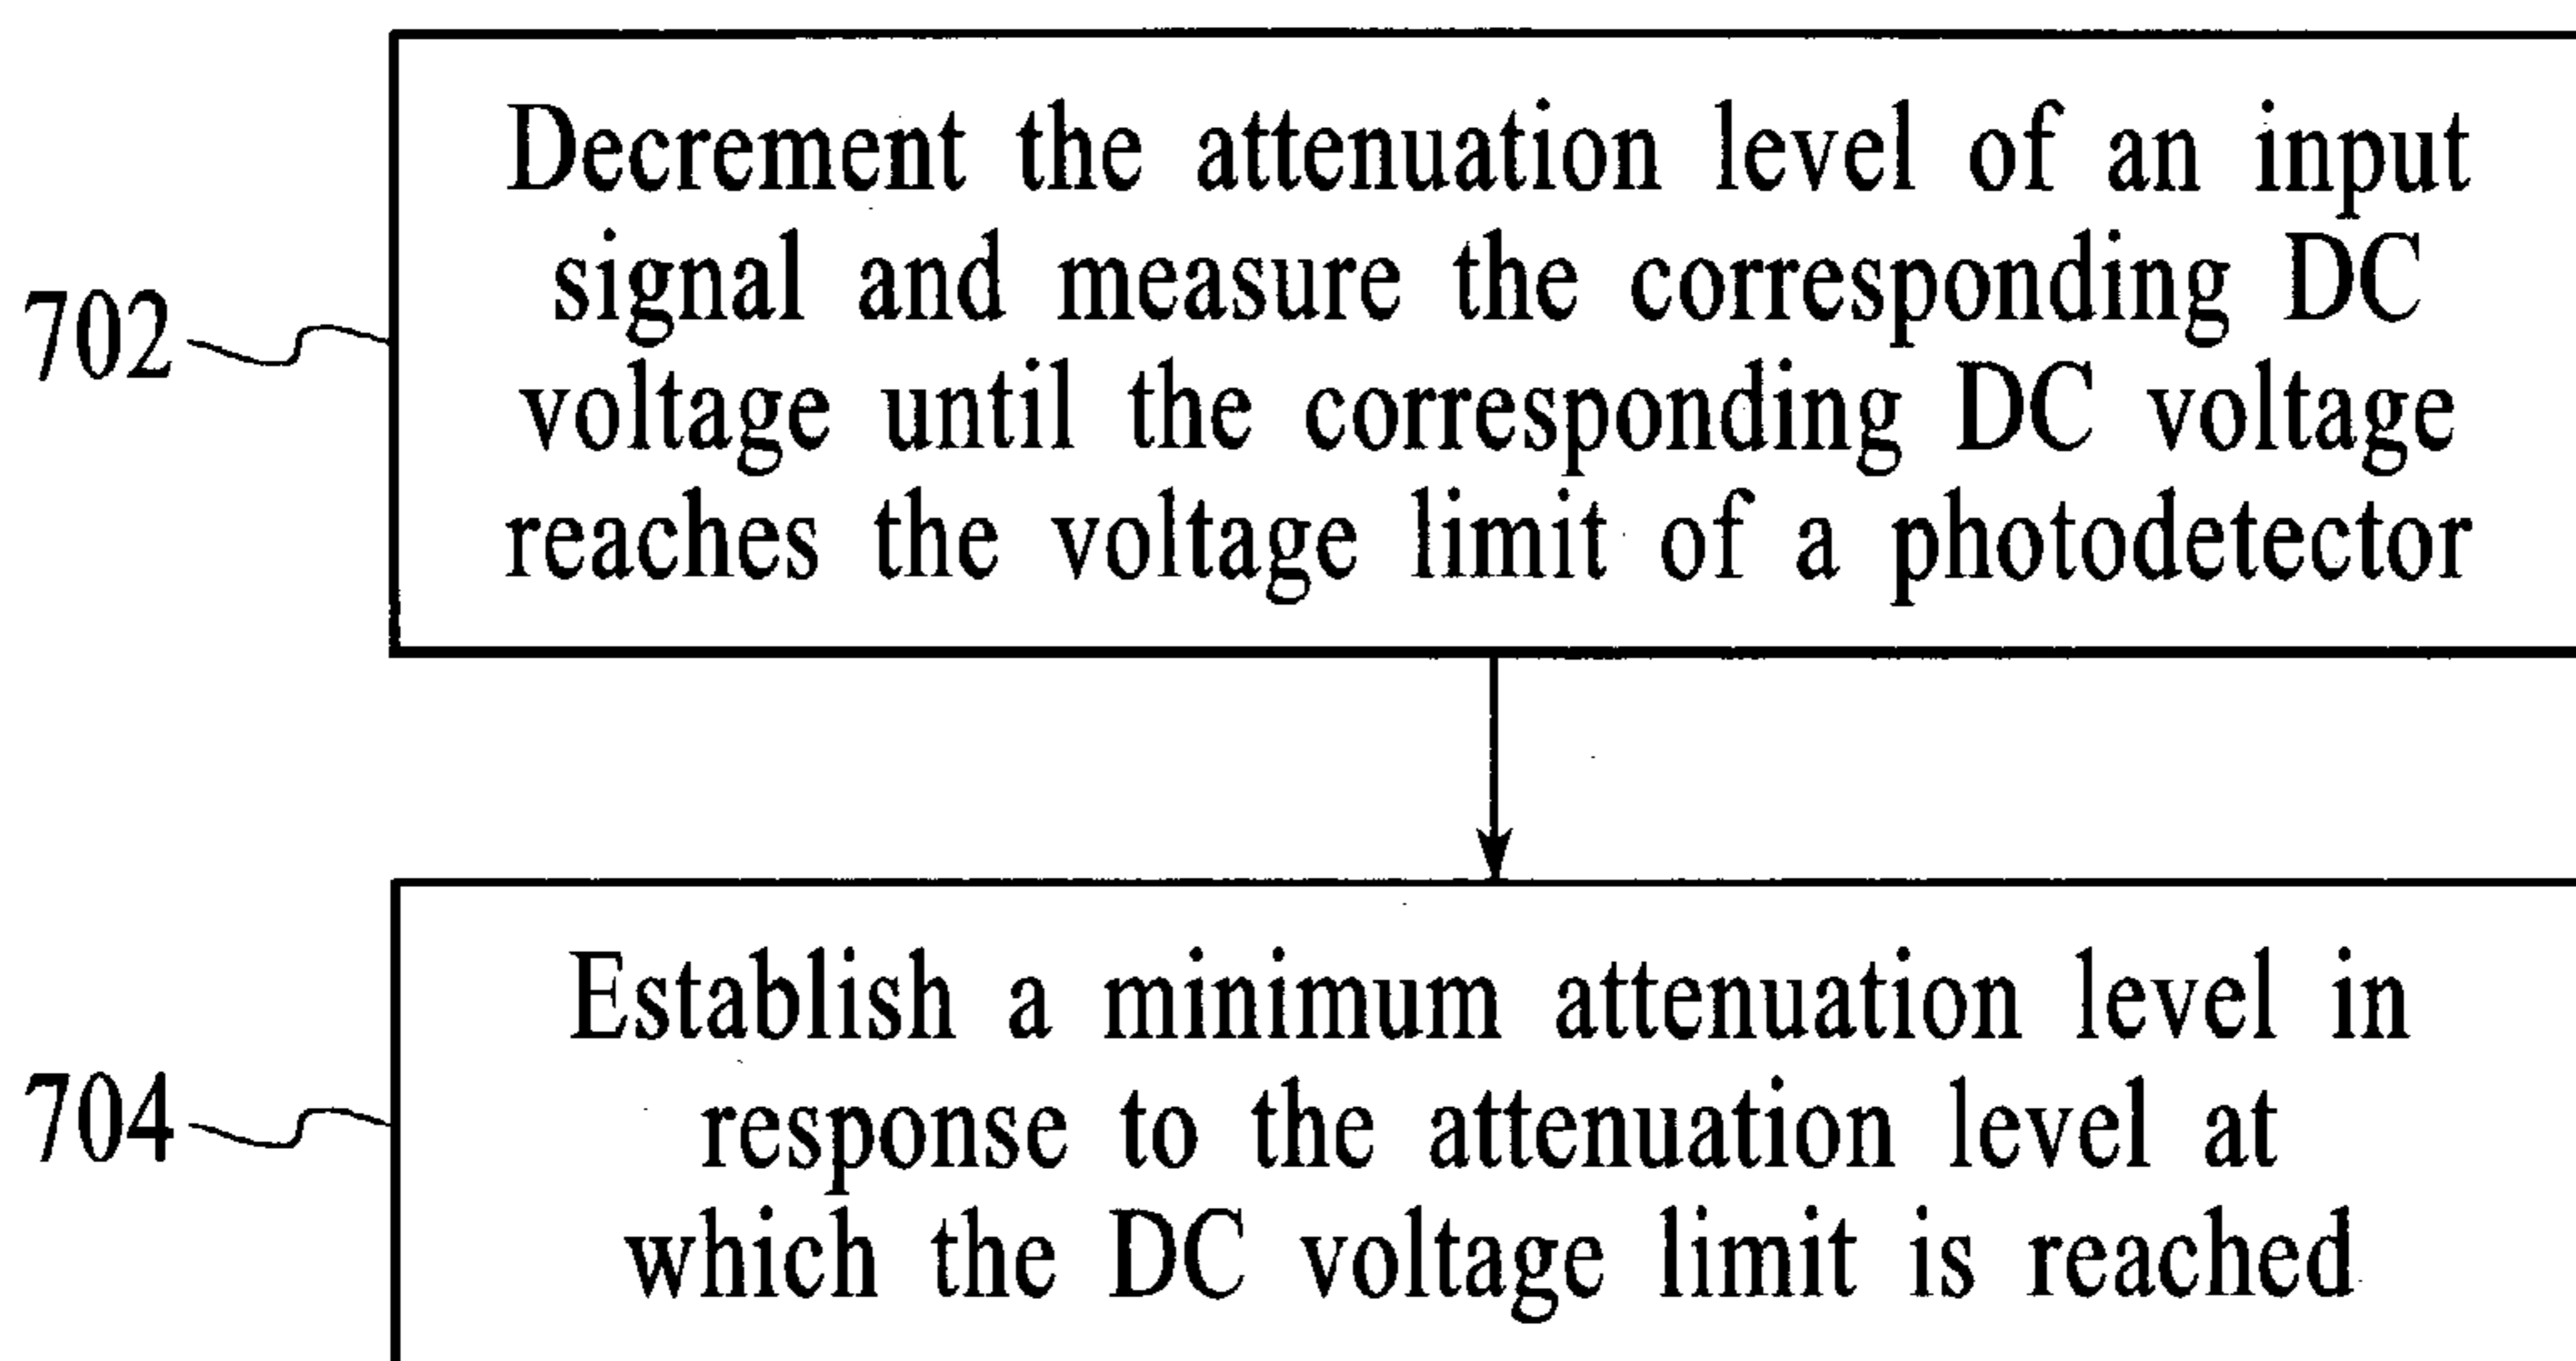 Decrement the attenuation level of an input
signal and measure the corresponding DC
702
voltage until the corresponding DC voltage
reaches the voltage limit of a photodetector
Establish a minimum attenuation level in
704
response to the attenuation level at
which the DC voltage limit is reached